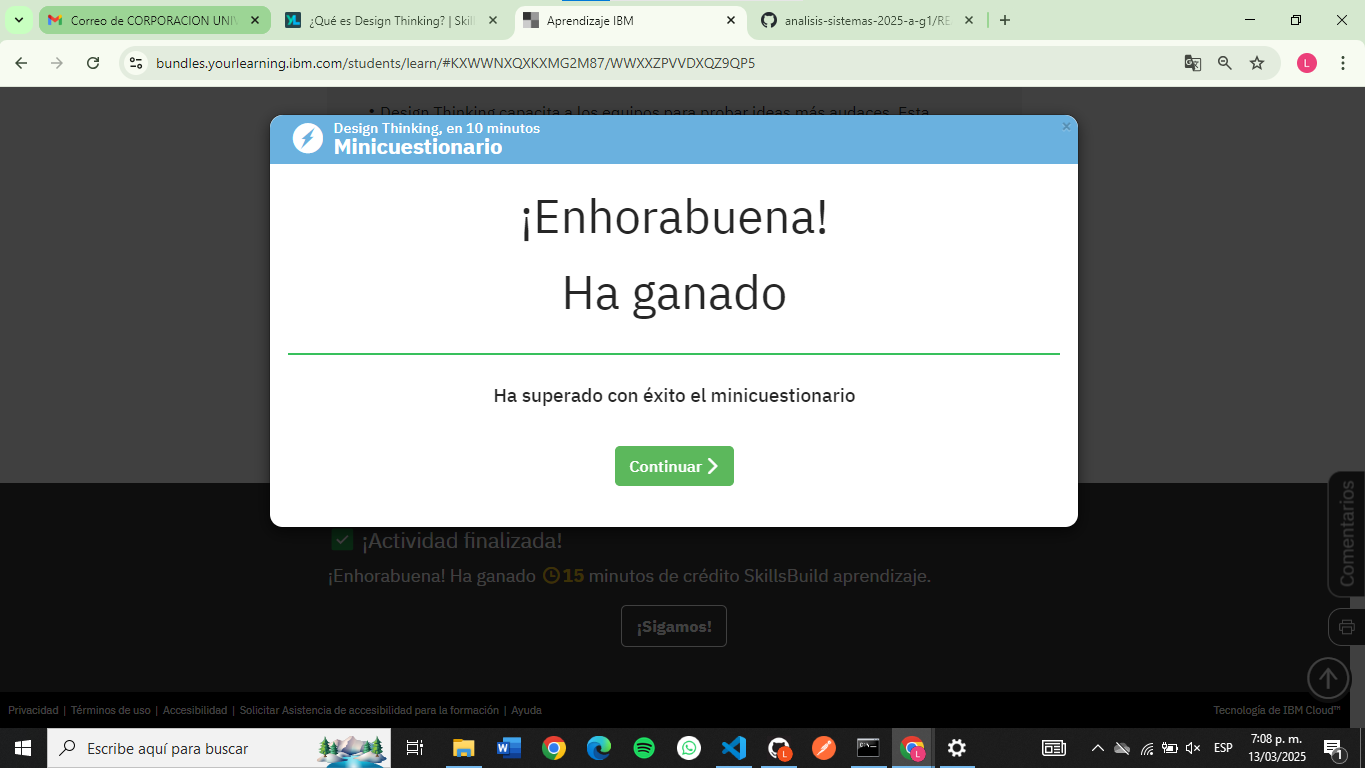 Correo de CORPORACION UNIV
¿Qué es Design Thinking? | Skil
Aprendizaje IBM
analisis-sistemas-2025-a-g1/RE
bundles.yourlearning.ibm.com/students/learn/#KXWWNXQXKXMG2M87/WWXXZPVVDXQZ9QP5
L
• Design Thinking capacita a los equipos para probar ideas más audaces. Esta
Design Thinking, en 10 minutos
Minicuestionario
¡Enhorabuena!
Ha ganado
Ha superado con éxito el minicuestionario
Continuar
Comentarios
¡Actividad finalizada!
¡Enhorabuena! Ha ganado 15 minutos de crédito SkillsBuild aprendizaje.
¡Sigamos!
Privacidad | Términos de uso | Accesibilidad | Solicitar Asistencia de accesibilidad para la formación | Ayuda
Tecnología de IBM Cloud™
Escribe aquí para buscar
ESP
7:08 p. m.
13/03/2025
1